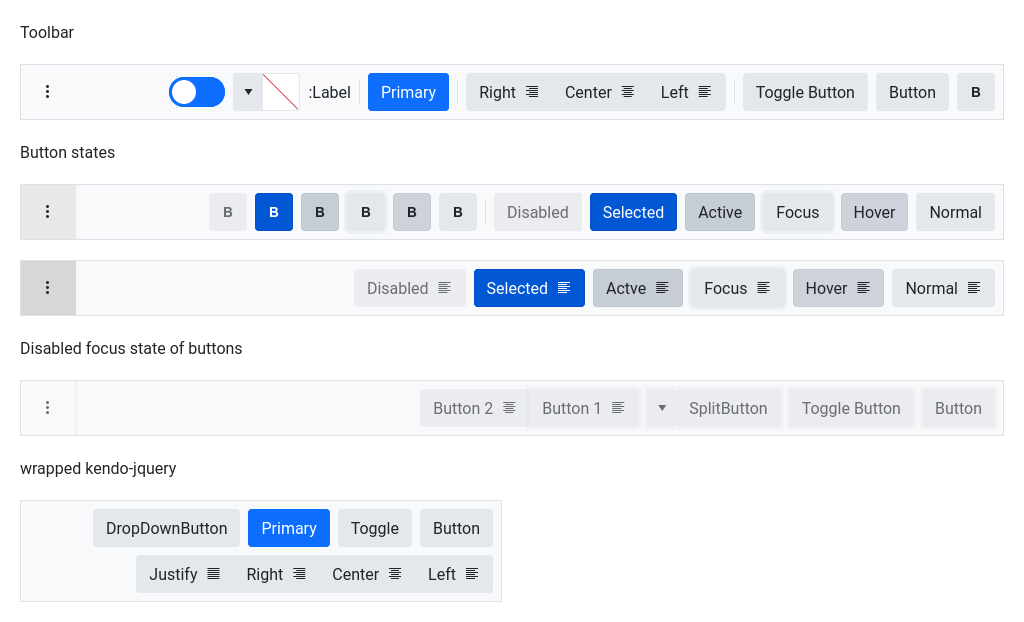 Toolbar
:Label Primary Right Center Left Toggle Button Button B
Button states
B B B B B B Disabled Selected Active Focus Hover Normal
Disabled Selected Actve Focus Hover Normal
Disabled focus state of buttons
Button 2 Button 1 SplitButton Toggle Button Button
wrapped kendo-jquery
DropDownButton Primary Toggle Button
Justify Right Center Left